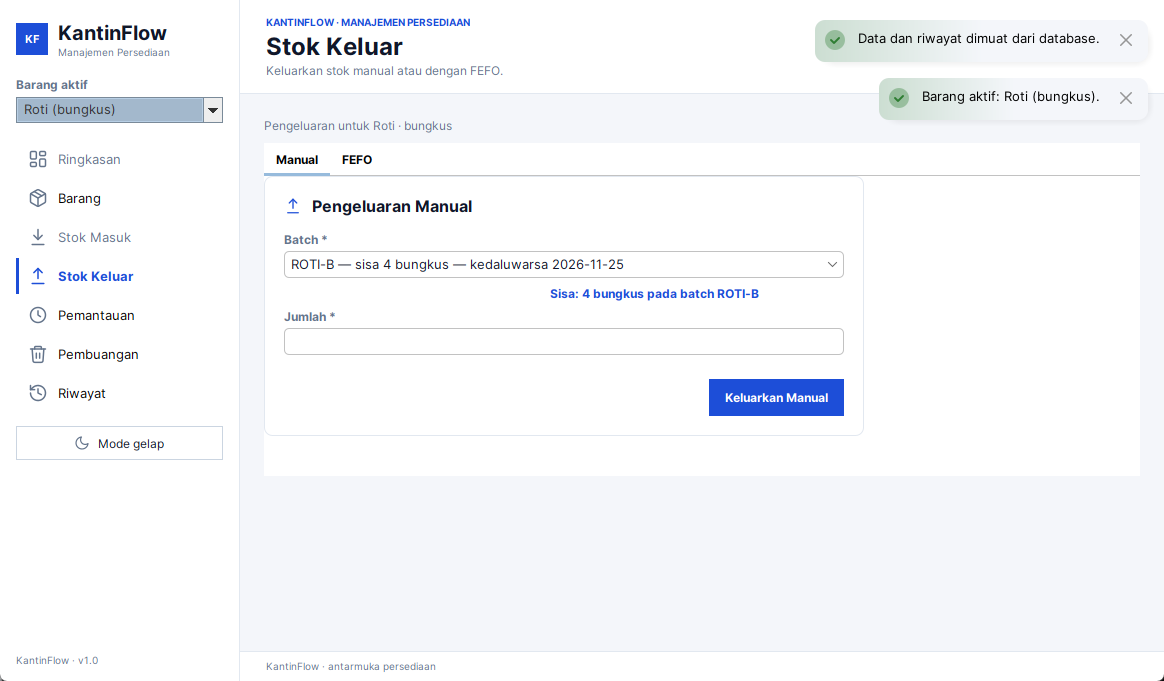 KF
KantinFlow
Manajemen Persediaan
Barang aktif
Roti (bungkus)
Ringkasan
Barang
Stok Masuk
Stok Keluar
Pemantauan
Pembuangan
Riwayat
Mode gelap
KantinFlow · v1.0
KANTINFLOW · MANAJEMEN PERSEDIAAN
Stok Keluar
Keluarkan stok manual atau dengan FEFO.
Data dan riwayat dimuat dari database.
Barang aktif: Roti (bungkus).
Pengeluaran untuk Roti · bungkus
Manual FEFO
Pengeluaran Manual
Batch *
ROTI-B — sisa 4 bungkus — kedaluwarsa 2026-11-25
Sisa: 4 bungkus pada batch ROTI-B
Jumlah *
Keluarkan Manual
KantinFlow · antarmuka persediaan